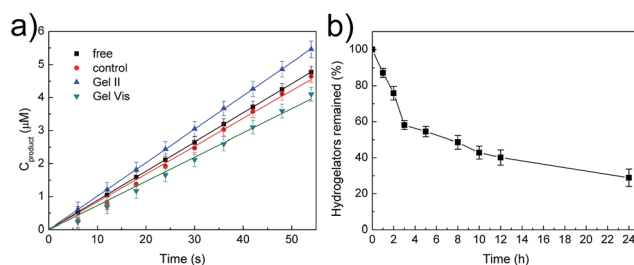 a)
6
5
4
3
2
1
0
C product (μM)
free
control
Gel II
Gel Vis
0 10 20 30 40 50
Time (s)
b)
100
80
60
40
20
0
Hydrogelators remained (%)
0 2 4 6 8 10 12 14 16 18 20 22 24
Time (h)